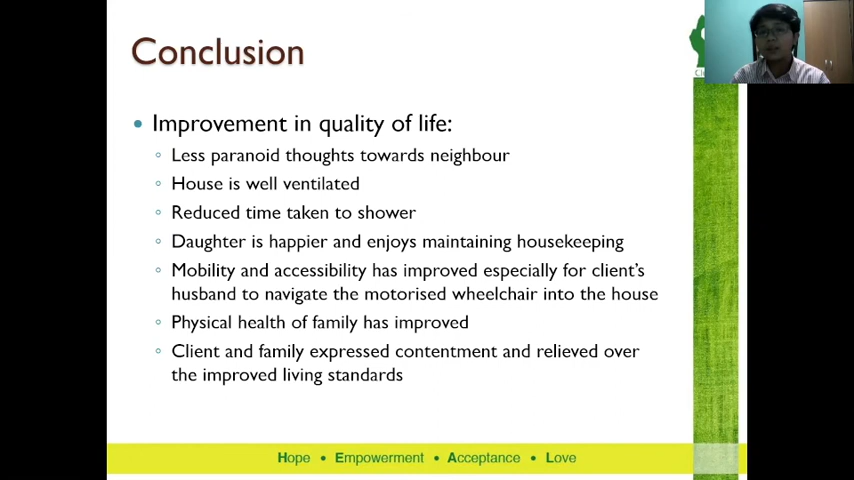 Conclusion
• Improvement in quality of life:
◦ Less paranoid thoughts towards neighbour
◦ House is well ventilated
◦ Reduced time taken to shower
◦ Daughter is happier and enjoys maintaining housekeeping
◦ Mobility and accessibility has improved especially for client's
husband to navigate the motorised wheelchair into the house
◦ Physical health of family has improved
◦ Client and family expressed contentment and relieved over
the improved living standards
Hope • Empowerment • Acceptance • Love